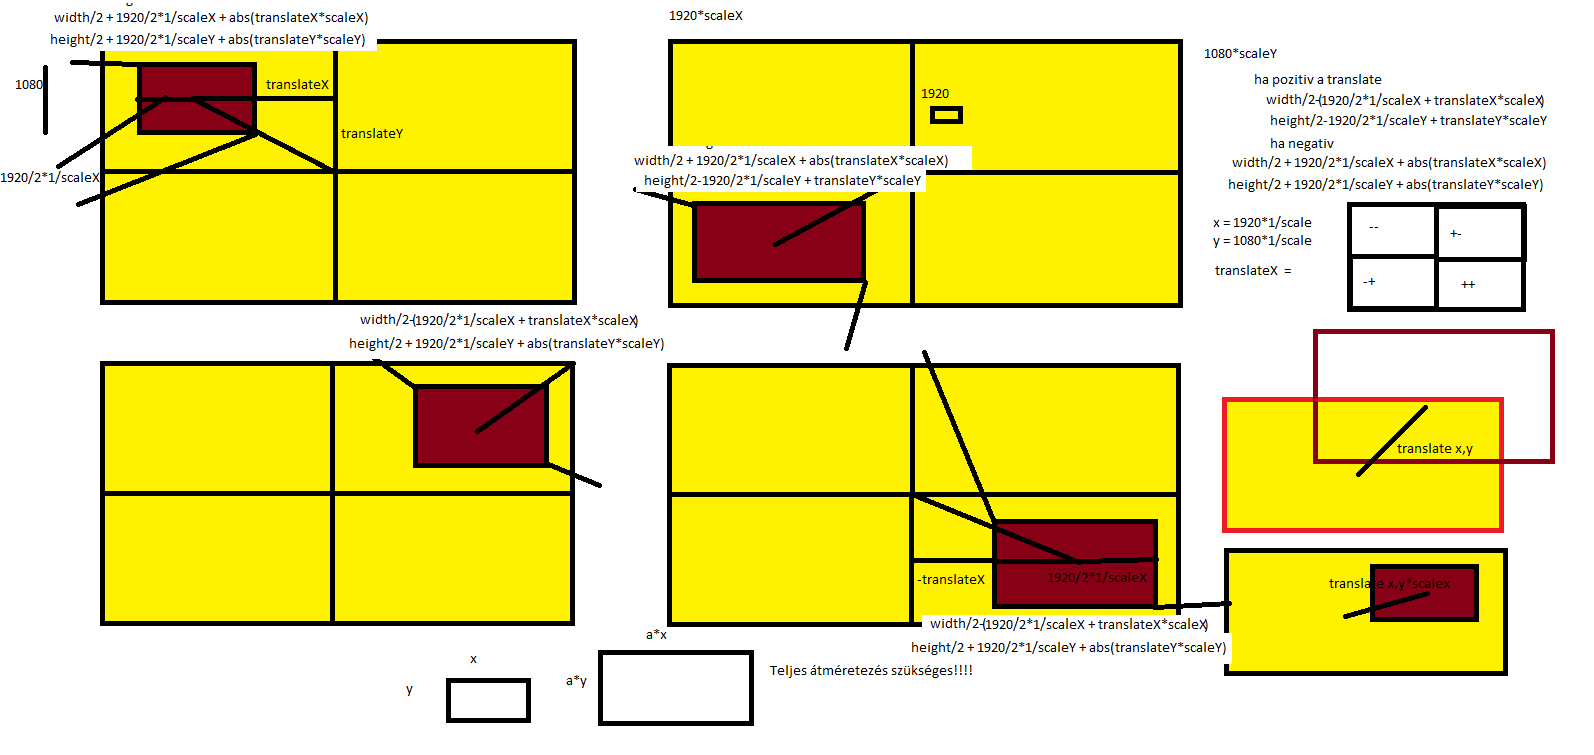 width/2 + 1920/2*1/scaleX + abs(translateX*scaleX)
height/2 + 1920/2*1/scaleY + abs(translateY*scaleY)
1080
translateX
translateY
1920/2*1/scaleX
1920*scaleX
1920
width/2 + 1920/2*1/scaleX + abs(translateX*scaleX)
height/2-1920/2*1/scaleY + translateY*scaleY
1080*scaleY
ha pozitiv a translate
width/2-(1920/2*1/scaleX + translateX*scaleX)
height/2-1920/2*1/scaleY + translateY*scaleY
ha negativ
width/2 + 1920/2*1/scaleX + abs(translateX*scaleX)
height/2 + 1920/2*1/scaleY + abs(translateY*scaleY)
x = 1920*1/scale
y = 1080*1/scale
translateX =
--
+-
-+
++
width/2-(1920/2*1/scaleX + translateX*scaleX)
height/2 + 1920/2*1/scaleY + abs(translateY*scaleY)
translate x,y
-translateX
1920/2*1/scaleX
translate x,y*scalex
width/2-(1920/2*1/scaleX + translateX*scaleX)
height/2 + 1920/2*1/scaleY + abs(translateY*scaleY)
x
y
a*x
a*y
Teljes átméretezés szükséges!!!!